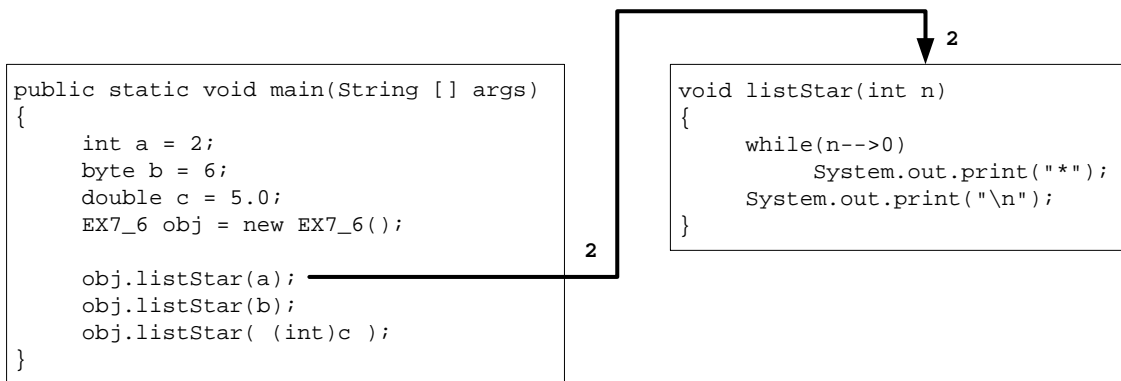 2
public static void main(String [] args)
{
int a = 2;
byte b = 6;
double c = 5.0;
EX7_6 obj = new EX7_6();
obj.listStar(a);
obj.listStar(b);
obj.listStar( (int)c );
}
2
void listStar(int n)
{
while(n-->0)
System.out.print("*");
System.out.print("\n");
}